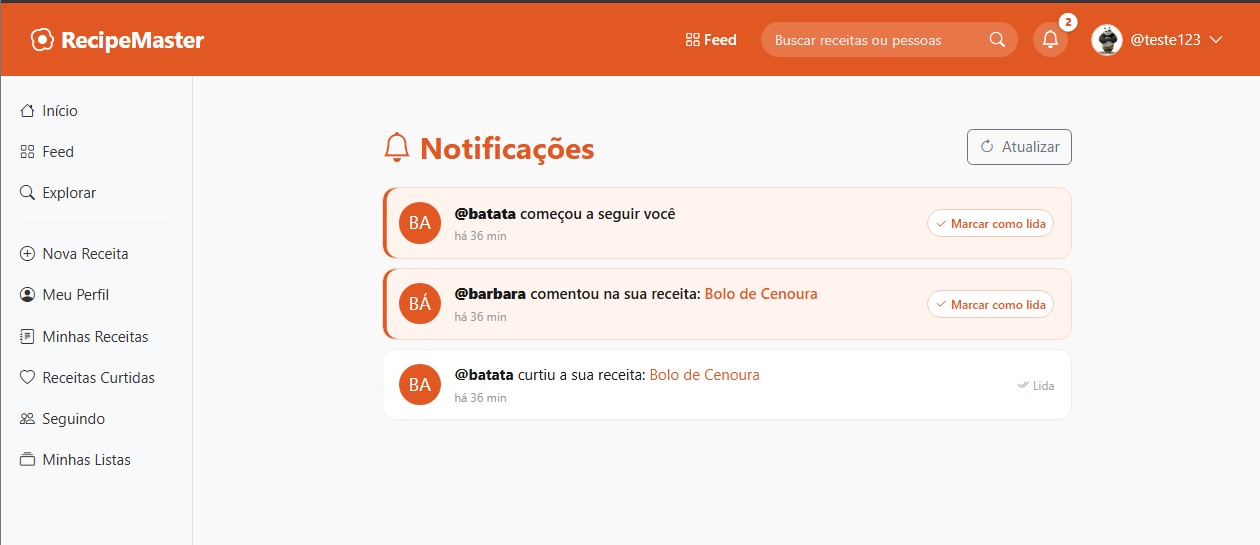 RecipeMaster
Feed
Buscar receitas ou pessoas
2
@teste123
Início
Feed
Explorar
Nova Receita
Meu Perfil
Minhas Receitas
Receitas Curtidas
Seguindo
Minhas Listas
Notificações
Atualizar
BA
@batata começou a seguir você
há 36 min
Marcar como lida
BÁ
@barbara comentou na sua receita: Bolo de Cenoura
há 36 min
Marcar como lida
BA
@batata curtiu a sua receita: Bolo de Cenoura
há 36 min
Lida